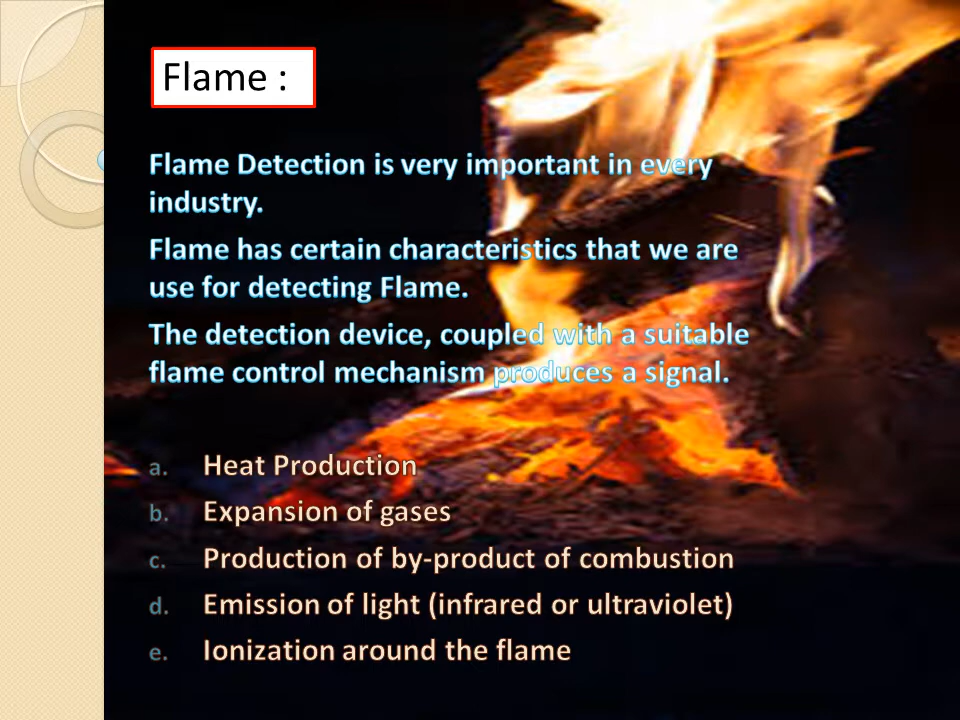 Flame :
Flame Detection is very important in every
industry.
Flame has certain characteristics that we are
use for detecting Flame.
The detection device, coupled with a suitable
flame control mechanism produces a signal.
a. Heat Production
b. Expansion of gases
c. Production of by-product of combustion
d. Emission of light (infrared or ultraviolet)
e. Ionization around the flame